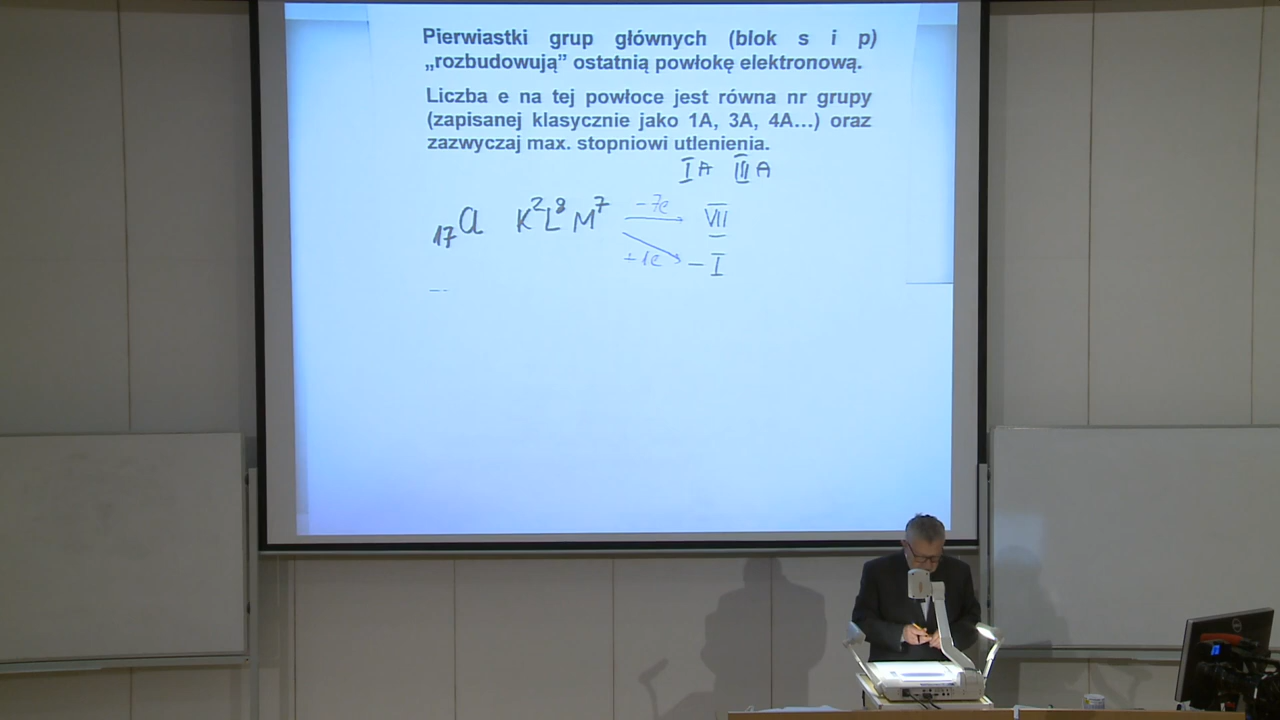 Pierwiastki grup głównych (blok s i p)
„rozbudowują” ostatnią powłokę elektronową.
Liczba e na tej powłoce jest równa nr grupy
(zapisanej klasycznie jako 1A, 3A, 4A...) oraz
zazwyczaj max. stopniowi utlenienia.
IA IIIA
17Cl K²L⁸M⁷ -7e VII
+1e -I